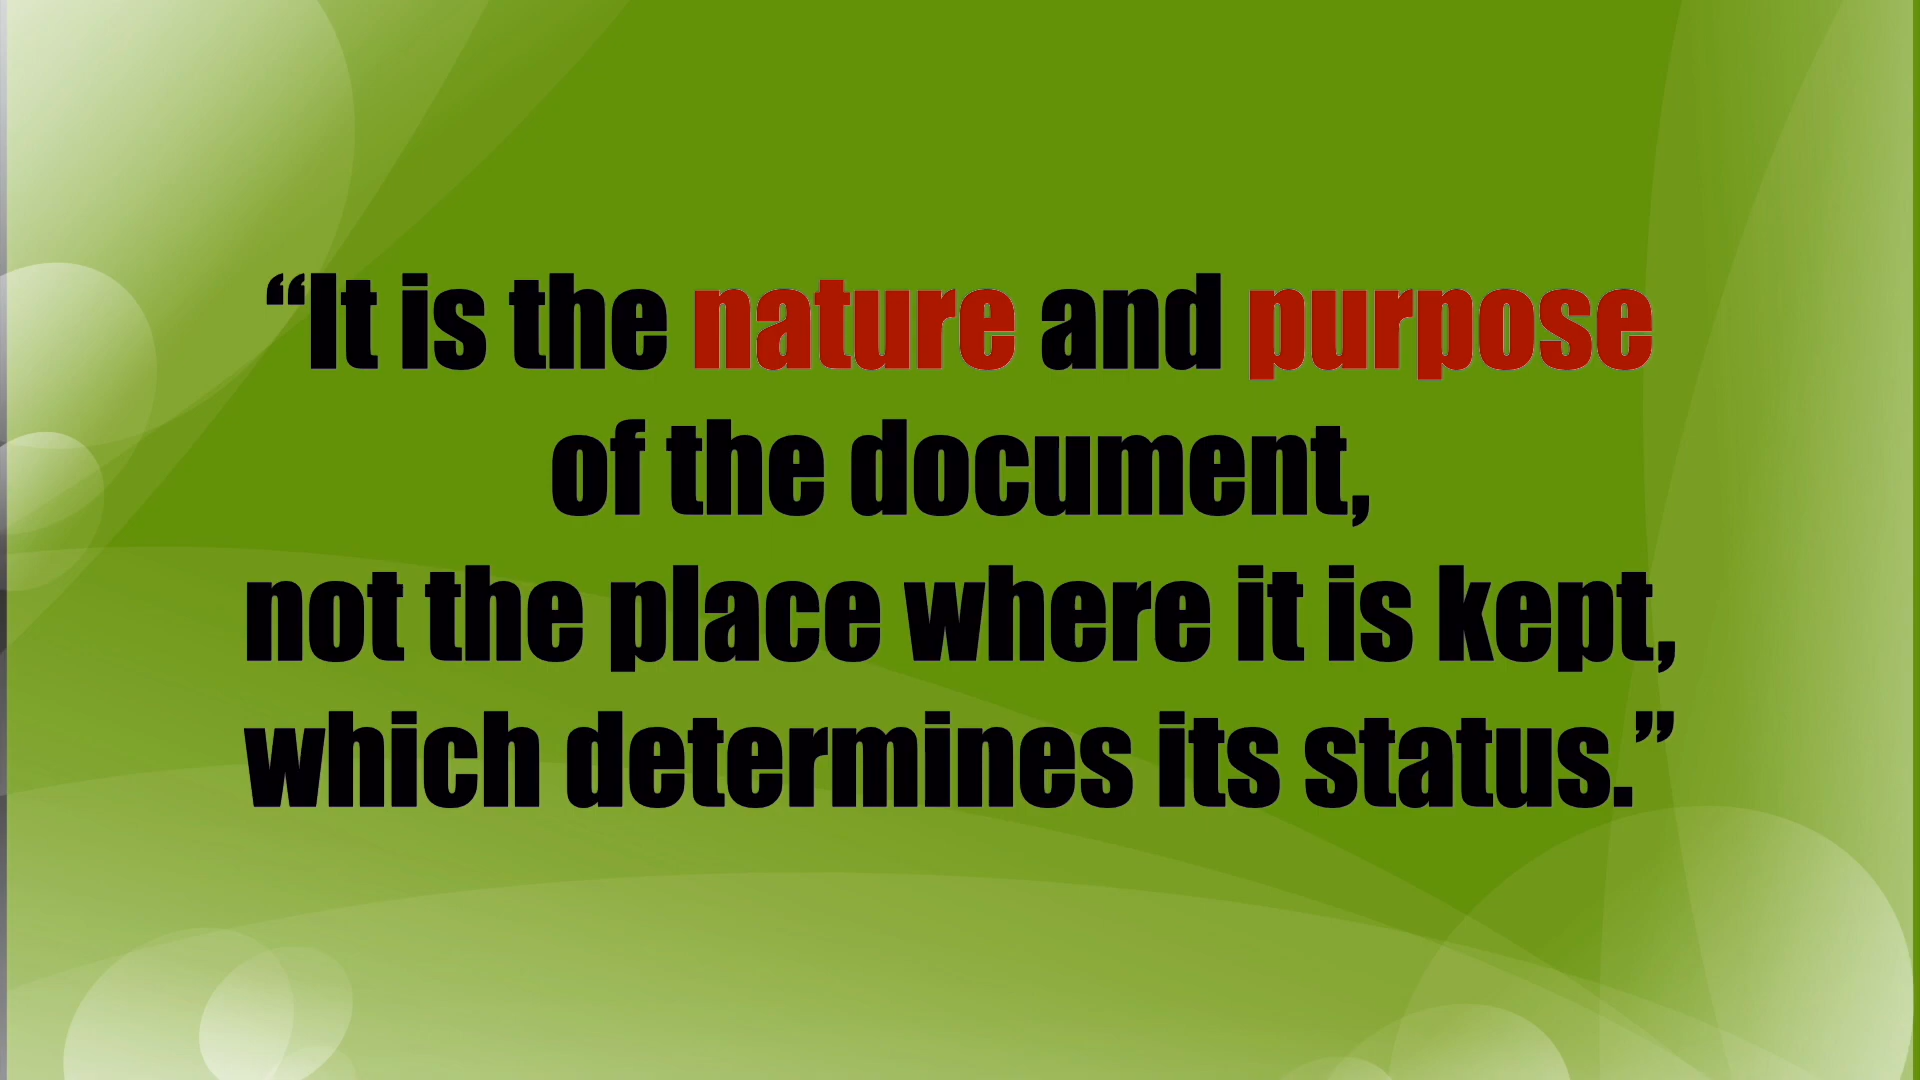 “It is the nature and purpose
of the document,
not the place where it is kept,
which determines its status.”